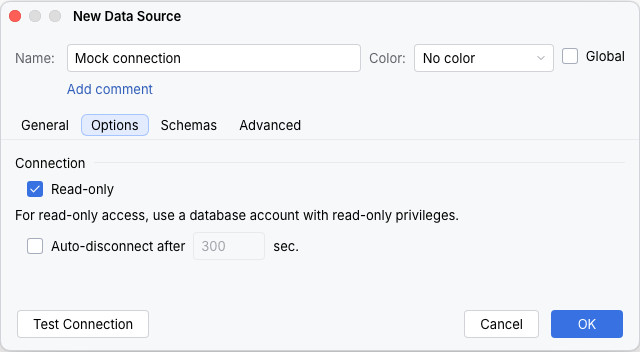 New Data Source
Name: Mock connection Color: No color Global
Add comment
General Options Schemas Advanced
Connection
Read-only
For read-only access, use a database account with read-only privileges.
Auto-disconnect after 300 sec.
Test Connection Cancel OK